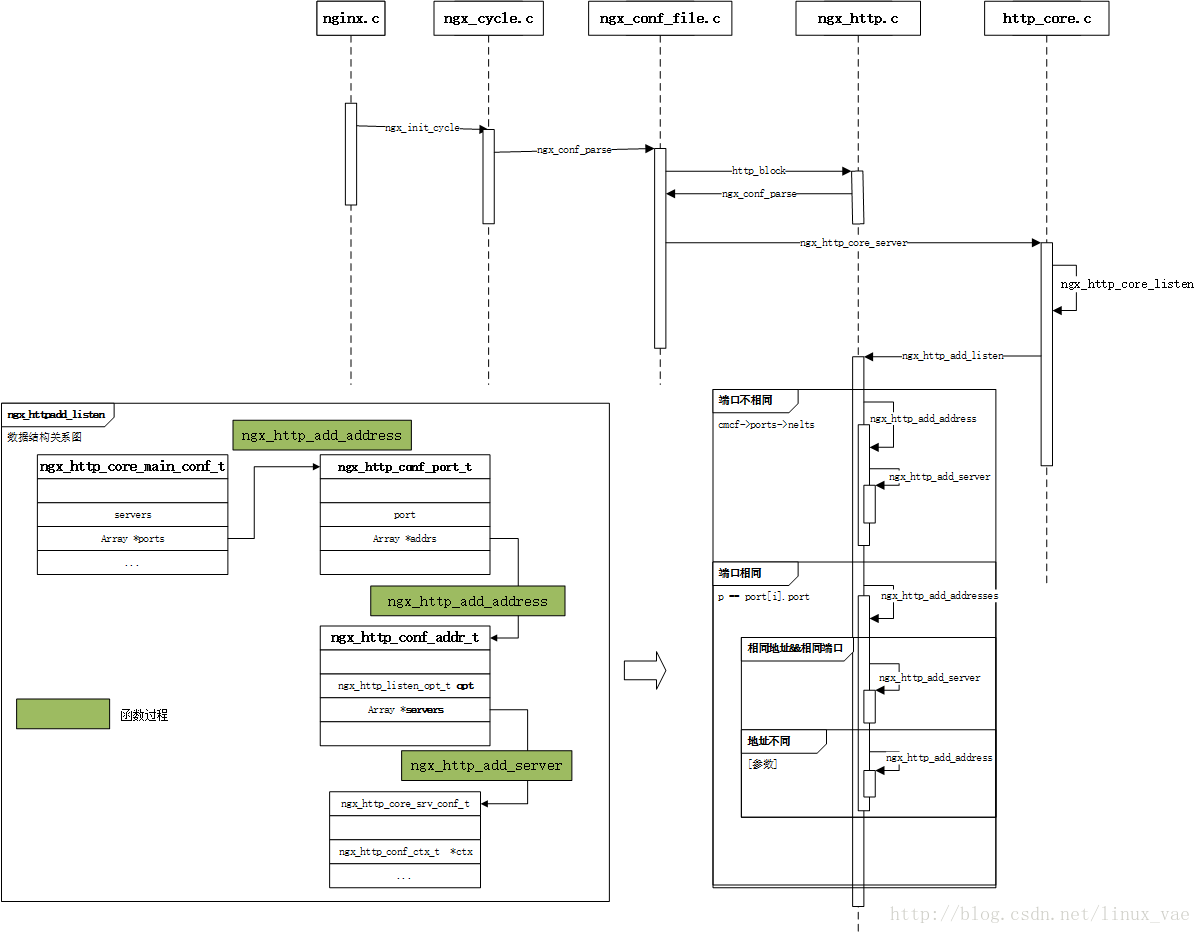 nginx.c
ngx_cycle.c
ngx_conf_file.c
ngx_http.c
http_core.c
ngx_init_cycle
ngx_conf_parse
http_block
ngx_conf_parse
ngx_http_core_server
ngx_http_core_listen
ngx_http_add_listen
ngx_httpadd_listen
数据结构关系图
ngx_http_add_address
ngx_http_core_main_conf_t
servers
Array *ports
...
ngx_http_conf_port_t
port
Array *addrs
ngx_http_add_address
ngx_http_conf_addr_t
ngx_http_listen_opt_t opt
Array *servers
函数过程
ngx_http_add_server
ngx_http_core_srv_conf_t
ngx_http_conf_ctx_t *ctx
...
端口不相同
cmcf->ports->nelts
ngx_http_add_address
ngx_http_add_server
端口相同
p == port[i].port
ngx_http_add_addresses
相同地址&&相同端口
ngx_http_add_server
地址不同
[参数]
ngx_http_add_address
http://blog.csdn.net/linux_vae